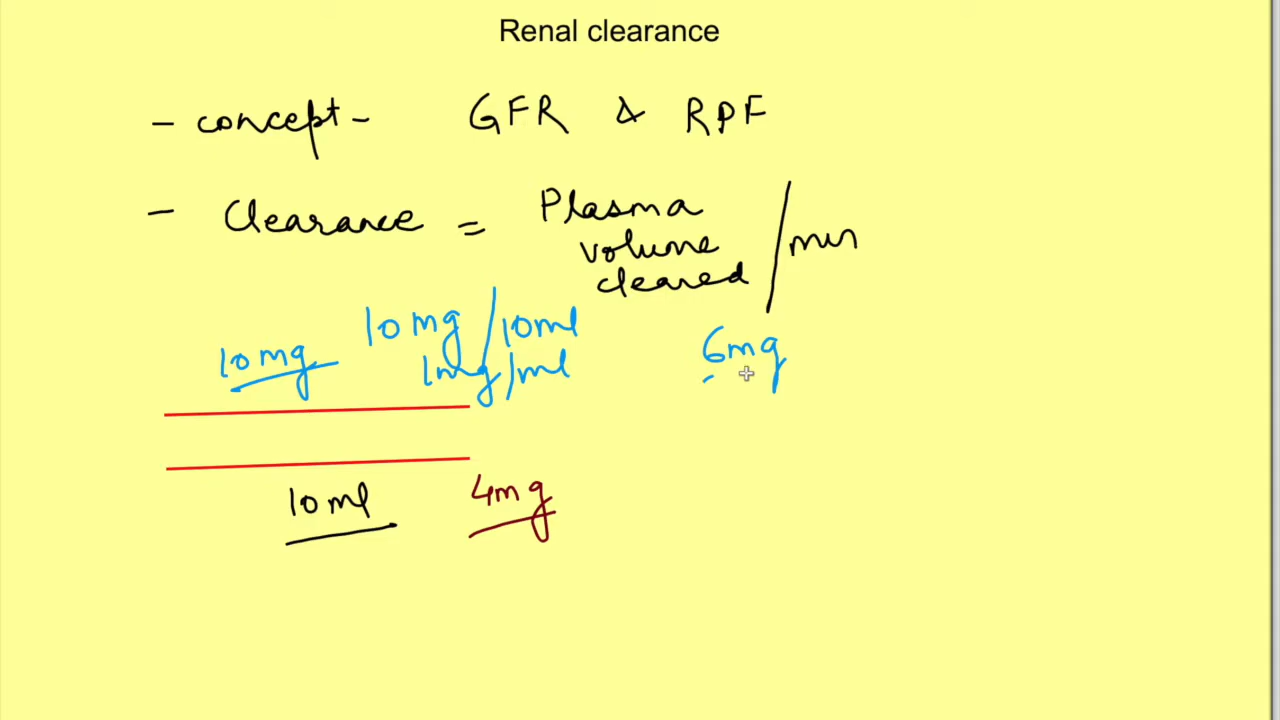 Renal clearance
- concept - GFR & RPF
- Clearance = Plasma volume cleared / min
10mg 10mg/10ml
1mg/ml
6mg
10ml 4mg